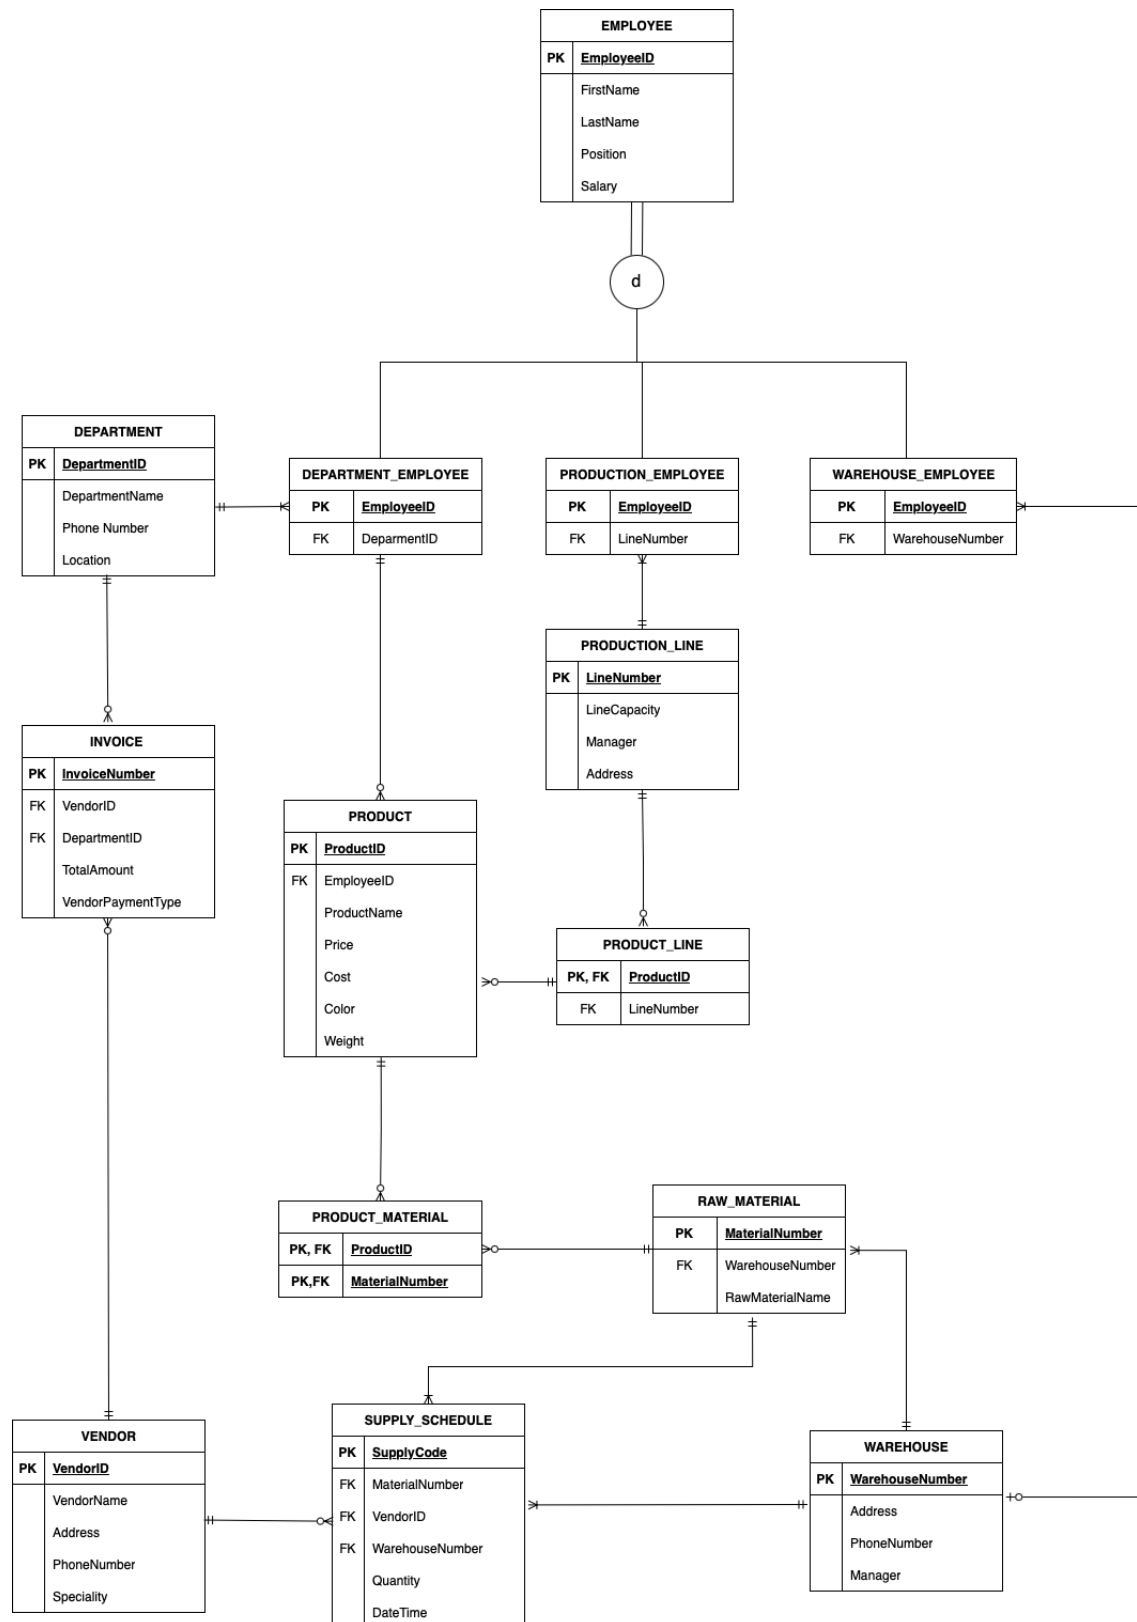 EMPLOYEE
PK EmployeeID
FirstName
LastName
Position
Salary
d
DEPARTMENT
PK DepartmentID
DepartmentName
Phone Number
Location
DEPARTMENT_EMPLOYEE
PK EmployeeID
FK DeparmentID
PRODUCTION_EMPLOYEE
PK EmployeeID
FK LineNumber
WAREHOUSE_EMPLOYEE
PK EmployeeID
FK WarehouseNumber
PRODUCTION_LINE
PK LineNumber
LineCapacity
Manager
Address
INVOICE
PK InvoiceNumber
FK VendorID
FK DepartmentID
TotalAmount
VendorPaymentType
PRODUCT
PK ProductID
FK EmployeeID
ProductName
Price
Cost
Color
Weight
PRODUCT_LINE
PK, FK ProductID
FK LineNumber
PRODUCT_MATERIAL
PK, FK ProductID
PK,FK MaterialNumber
RAW_MATERIAL
PK MaterialNumber
FK WarehouseNumber
RawMaterialName
VENDOR
PK VendorID
VendorName
Address
PhoneNumber
Speciality
SUPPLY_SCHEDULE
PK SupplyCode
FK MaterialNumber
FK VendorID
FK WarehouseNumber
Quantity
DateTime
WAREHOUSE
PK WarehouseNumber
Address
PhoneNumber
Manager